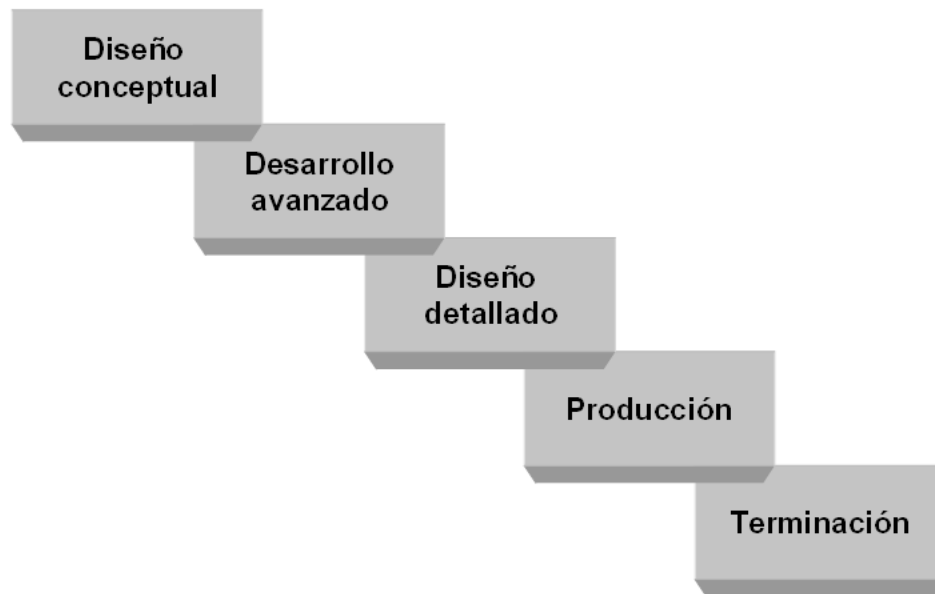 Diseño
conceptual
Desarrollo
avanzado
Diseño
detallado
Producción
Terminación